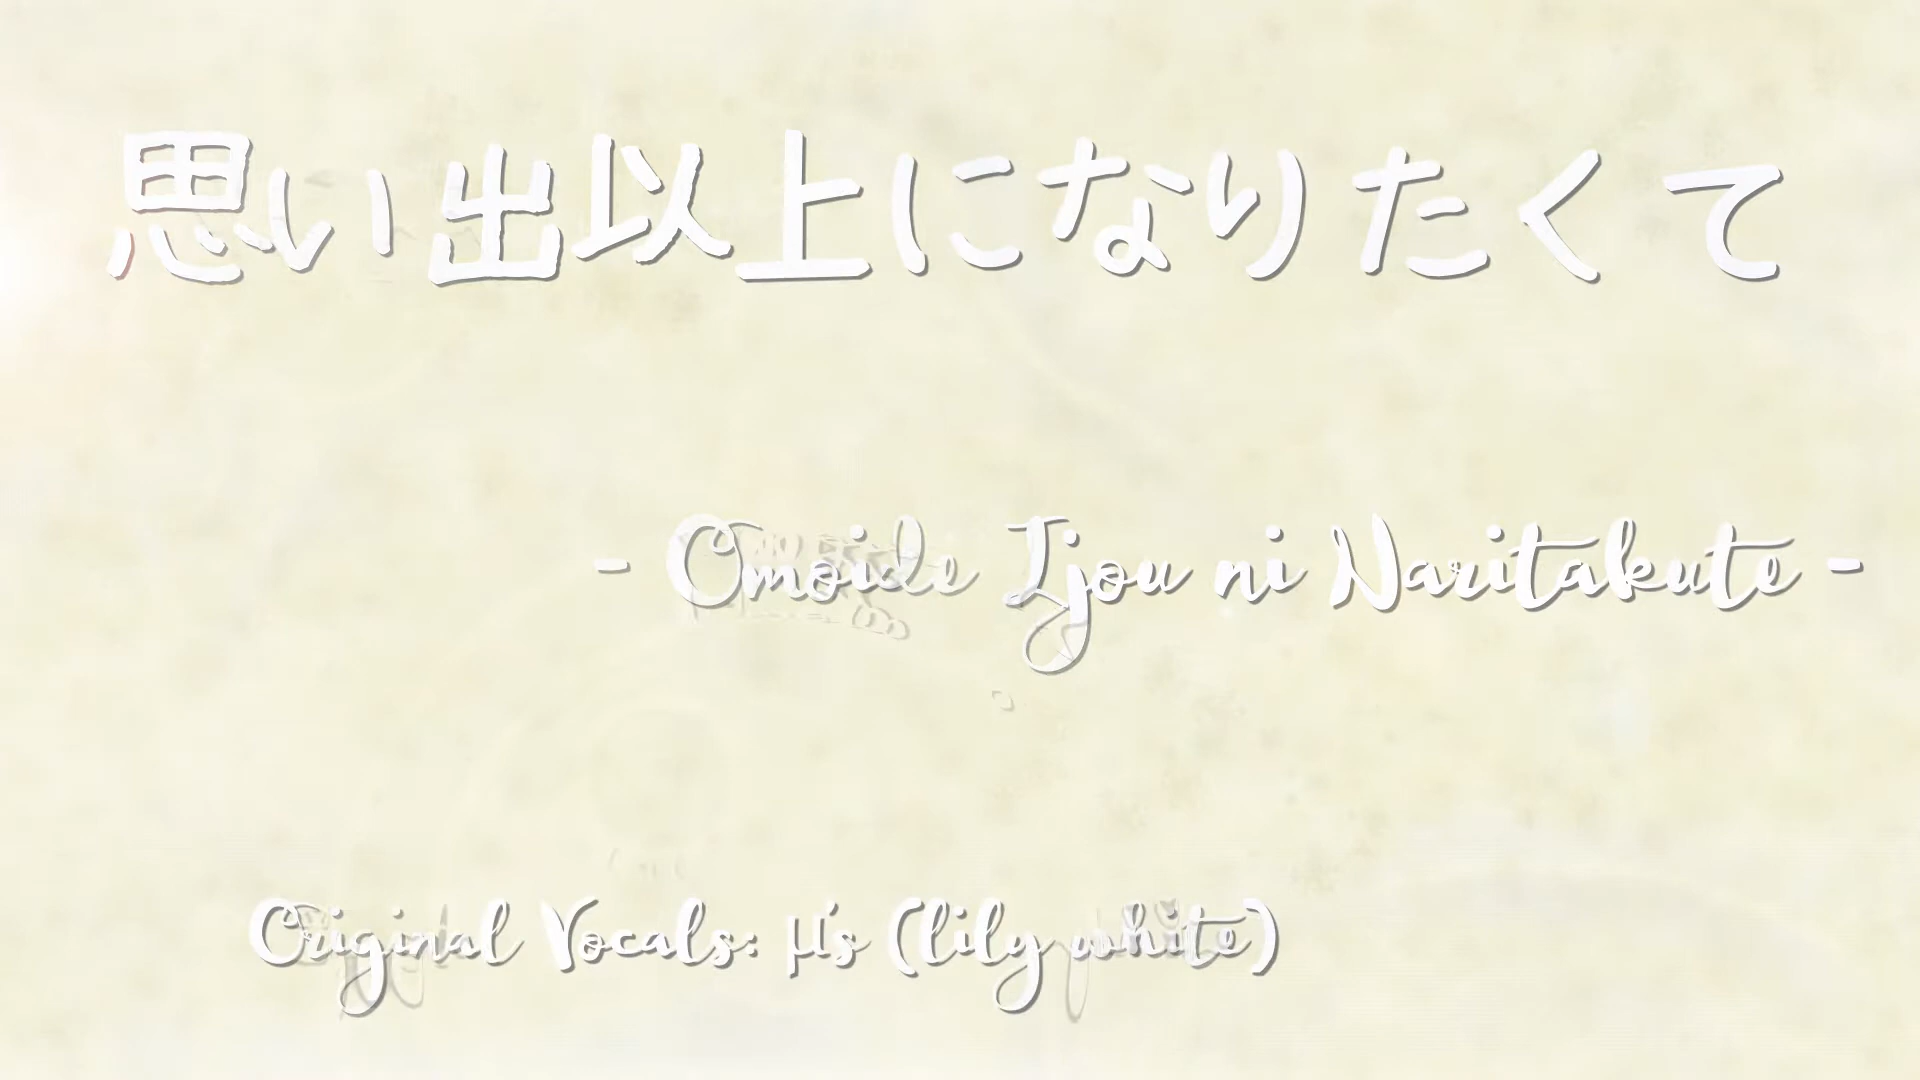 思い出以上になりたくて
- Omoide Ijou ni Naritakute -
Original Vocals: μ's (lily white)